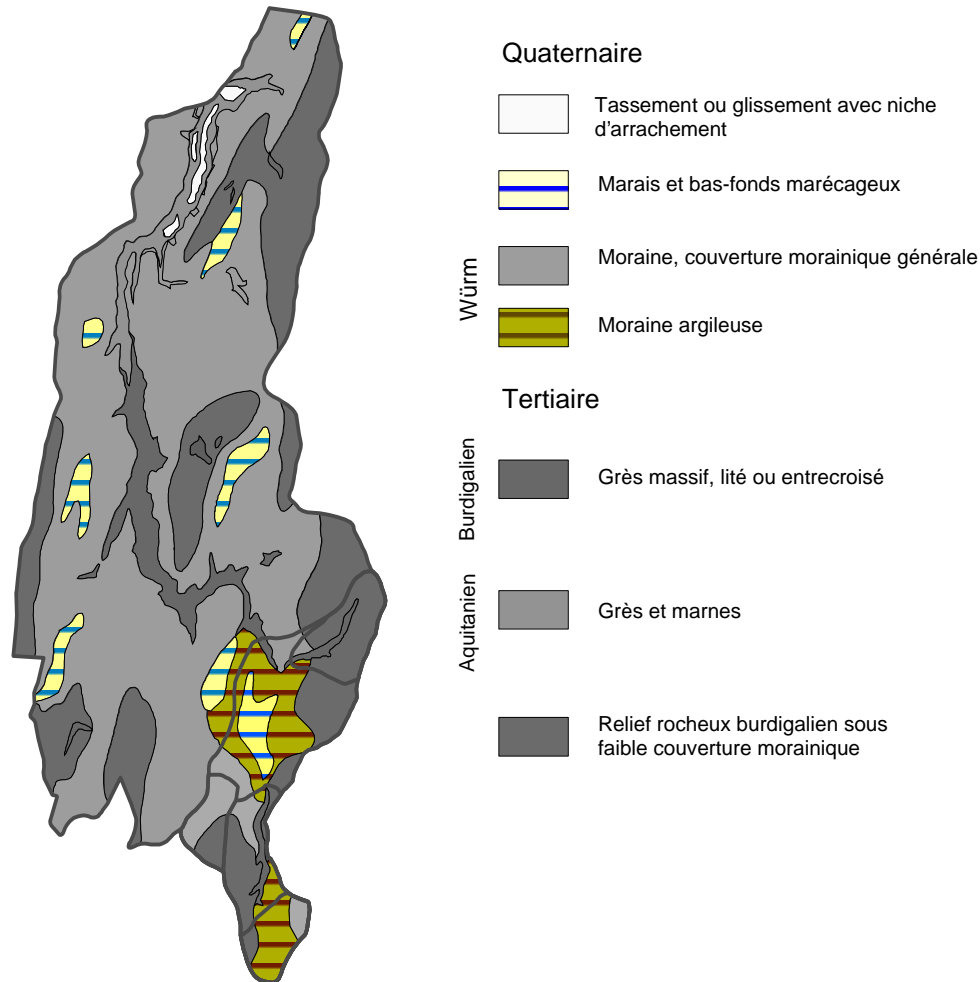 Quaternaire
Tassement ou glissement avec niche
d'arrachement
Marais et bas-fonds marécageux
Würm
Moraine, couverture morainique générale
Moraine argileuse
Tertiaire
Burdigalien
Grès massif, lité ou entrecroisé
Aquitanien
Grès et marnes
Relief rocheux burdigalien sous
faible couverture morainique